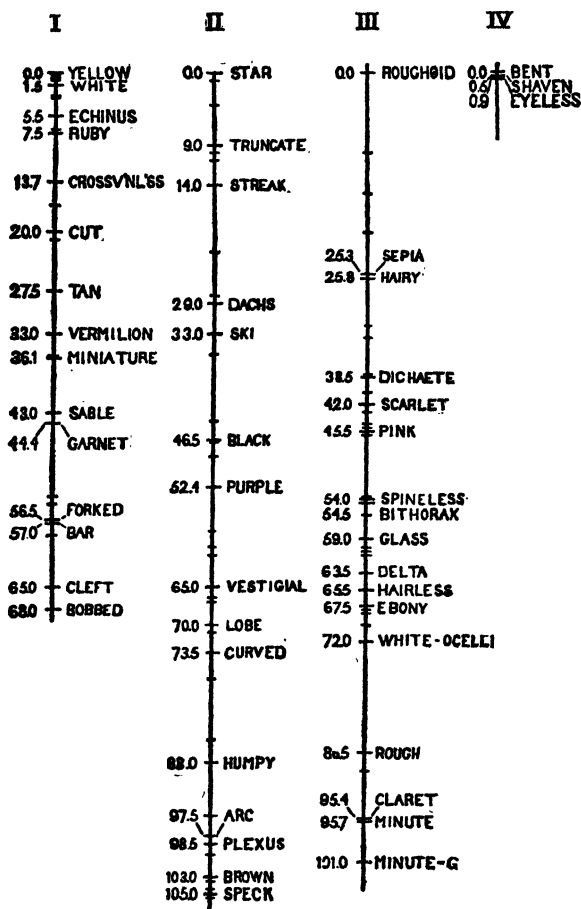 I
0.0 YELLOW
1.5 WHITE
5.5 ECHINUS
7.5 RUBY
13.7 CROSSV'NL'SS
20.0 CUT
27.5 TAN
33.0 VERMILION
36.1 MINIATURE
43.0 SABLE
44.4 GARNET
56.5 FORKED
57.0 BAR
65.0 CLEFT
68.0 BOBBED
II
0.0 STAR
9.0 TRUNCATE
14.0 STREAK
29.0 DACHS
33.0 SKI
46.5 BLACK
52.4 PURPLE
65.0 VESTIGIAL
70.0 LOBE
73.5 CURVED
88.0 HUMPY
97.5 ARC
98.5 PLEXUS
103.0 BROWN
105.0 SPECK
III
0.0 ROUGHOID
25.3 SEPIA
25.8 HAIRY
38.5 DICHAETE
42.0 SCARLET
45.5 PINK
54.0 SPINELESS
54.5 BITHORAX
59.0 GLASS
63.5 DELTA
65.5 HAIRLESS
67.5 EBONY
72.0 WHITE-OCELLI
ROUGH
95.4 CLARET
95.7 MINUTE
101.0 MINUTE-G
IV
0.0 BENT
0.5 SHAVEN
0.9 EYELESS